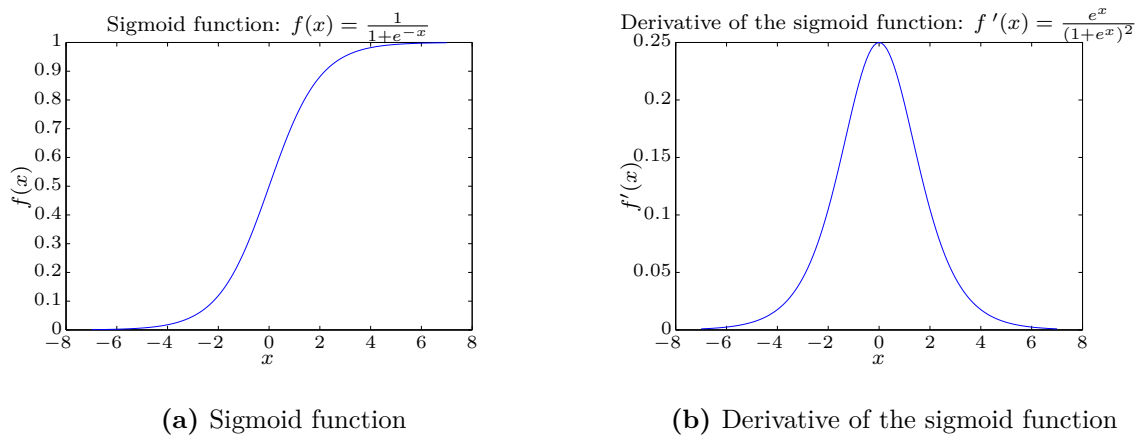 Sigmoid function: f(x) = 1/(1+e^{-x})
1
0.9
0.8
0.7
0.6
0.5
0.4
0.3
0.2
0.1
0
f(x)
−8 −6 −4 −2 0 2 4 6 8
x
(a) Sigmoid function
Derivative of the sigmoid function: f '(x) = e^x/(1+e^x)^2
0.25
0.2
0.15
0.1
0.05
0
f'(x)
−8 −6 −4 −2 0 2 4 6 8
x
(b) Derivative of the sigmoid function